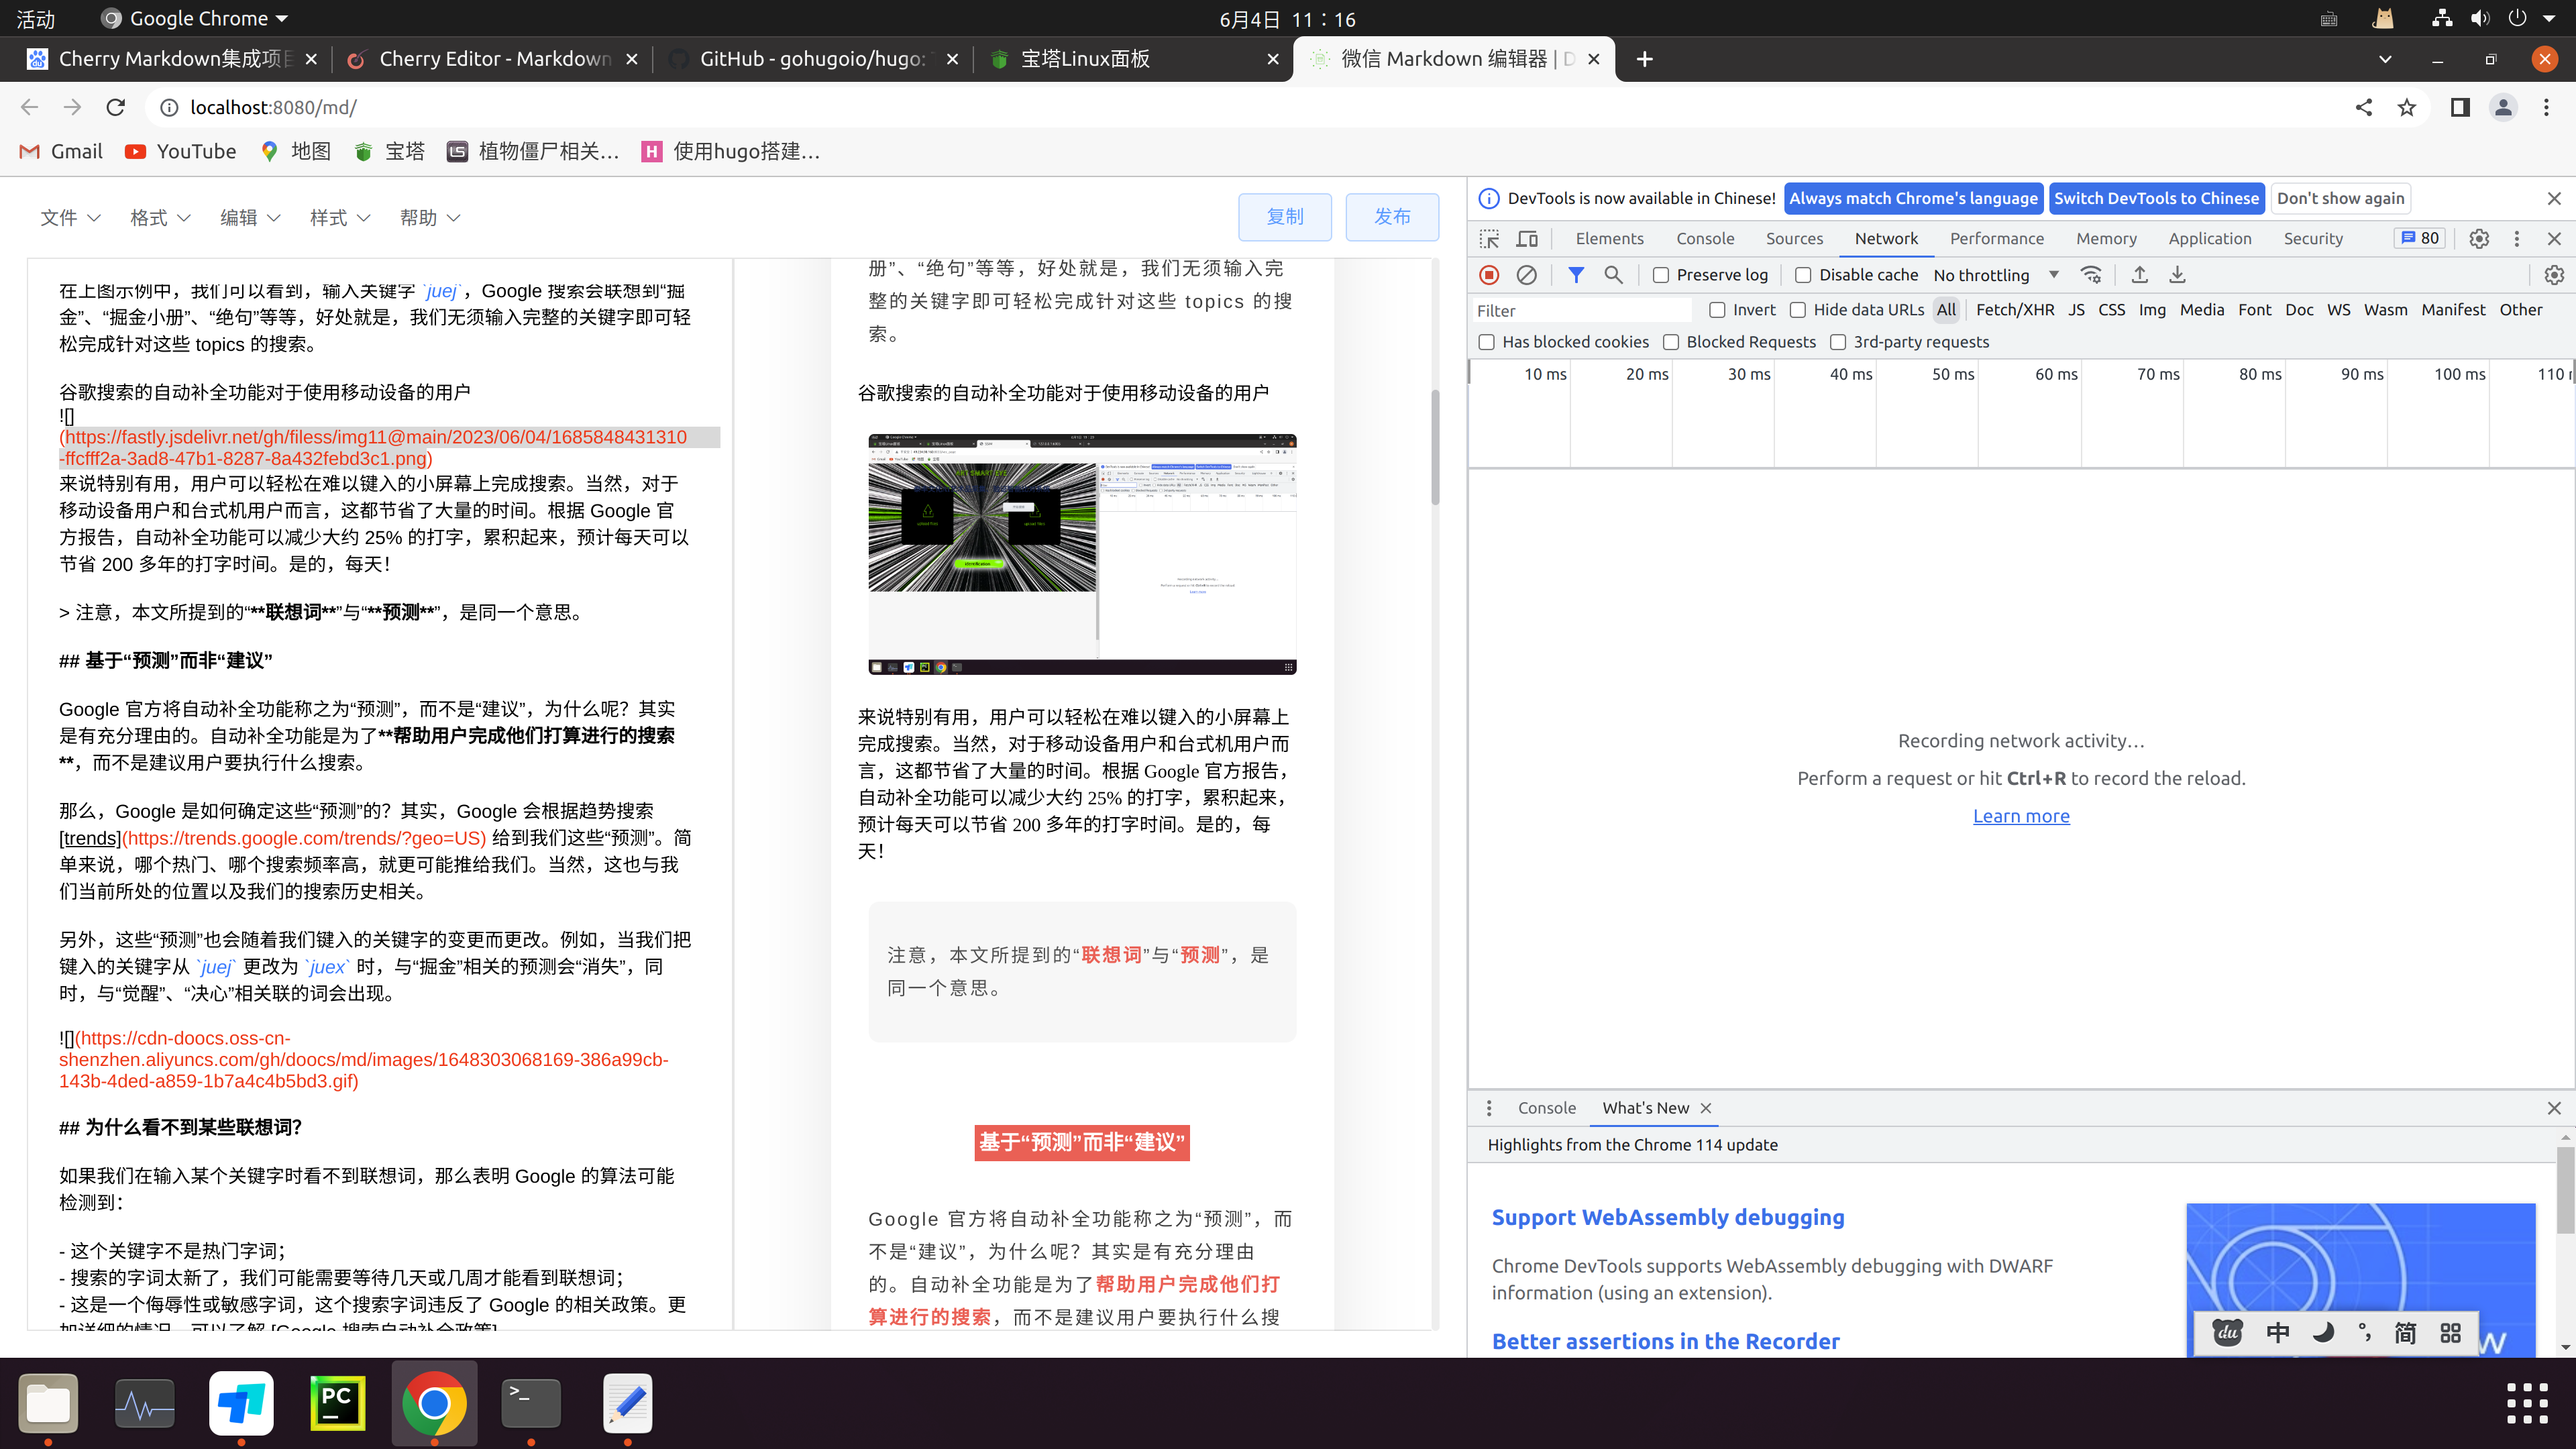 活动
Google Chrome
6月4日 11：16
Cherry Markdown集成项目
Cherry Editor - Markdown
GitHub - gohugoio/hugo:
宝塔Linux面板
微信 Markdown 编辑器 | D
localhost:8080/md/
Gmail
YouTube
地图
宝塔
植物僵尸相关…
使用hugo搭建…
文件
格式
编辑
样式
帮助
复制
发布
在上图示例中，我们可以看到，输入关键字 `juej`，Google 搜索会联想到“掘
金”、“掘金小册”、“绝句”等等，好处就是，我们无须输入完整的关键字即可轻
松完成针对这些 topics 的搜索。
谷歌搜索的自动补全功能对于使用移动设备的用户
![]
(https://fastly.jsdelivr.net/gh/filess/img11@main/2023/06/04/1685848431310
-ffcfff2a-3ad8-47b1-8287-8a432febd3c1.png)
来说特别有用，用户可以轻松在难以键入的小屏幕上完成搜索。当然，对于
移动设备用户和台式机用户而言，这都节省了大量的时间。根据 Google 官
方报告，自动补全功能可以减少大约 25% 的打字，累积起来，预计每天可以
节省 200 多年的打字时间。是的，每天！
> 注意，本文所提到的“**联想词**”与“**预测**”，是同一个意思。
## 基于“预测”而非“建议”
Google 官方将自动补全功能称之为“预测”，而不是“建议”，为什么呢？其实
是有充分理由的。自动补全功能是为了**帮助用户完成他们打算进行的搜索
**，而不是建议用户要执行什么搜索。
那么，Google 是如何确定这些“预测”的？其实，Google 会根据趋势搜索
[trends](https://trends.google.com/trends/?geo=US) 给到我们这些“预测”。简
单来说，哪个热门、哪个搜索频率高，就更可能推给我们。当然，这也与我
们当前所处的位置以及我们的搜索历史相关。
另外，这些“预测”也会随着我们键入的关键字的变更而更改。例如，当我们把
键入的关键字从 `juej` 更改为 `juex` 时，与“掘金”相关的预测会“消失”，同
时，与“觉醒”、“决心”相关联的词会出现。
![](https://cdn-doocs.oss-cn-
shenzhen.aliyuncs.com/gh/doocs/md/images/1648303068169-386a99cb-
143b-4ded-a859-1b7a4c4b5bd3.gif)
## 为什么看不到某些联想词？
如果我们在输入某个关键字时看不到联想词，那么表明 Google 的算法可能
检测到：
- 这个关键字不是热门字词；
- 搜索的字词太新了，我们可能需要等待几天或几周才能看到联想词；
- 这是一个侮辱性或敏感字词，这个搜索字词违反了 Google 的相关政策。更
加详细的情况，可以了解 [Google 搜索自动补全政策]
册”、“绝句”等等，好处就是，我们无须输入完
整的关键字即可轻松完成针对这些 topics 的搜
索。
谷歌搜索的自动补全功能对于使用移动设备的用户
来说特别有用，用户可以轻松在难以键入的小屏幕上
完成搜索。当然，对于移动设备用户和台式机用户而
言，这都节省了大量的时间。根据 Google 官方报告，
自动补全功能可以减少大约 25% 的打字，累积起来，
预计每天可以节省 200 多年的打字时间。是的，每
天！
注意，本文所提到的“联想词”与“预测”，是
同一个意思。
基于“预测”而非“建议”
Google 官方将自动补全功能称之为“预测”，而
不是“建议”，为什么呢？其实是有充分理由
的。自动补全功能是为了帮助用户完成他们打
算进行的搜索，而不是建议用户要执行什么搜
DevTools is now available in Chinese!
Always match Chrome's language
Switch DevTools to Chinese
Don't show again
Elements
Console
Sources
Network
Performance
Memory
Application
Security
80
Preserve log
Disable cache
No throttling
Filter
Invert
Hide data URLs
All
Fetch/XHR
JS
CSS
Img
Media
Font
Doc
WS
Wasm
Manifest
Other
Has blocked cookies
Blocked Requests
3rd-party requests
10 ms
20 ms
30 ms
40 ms
50 ms
60 ms
70 ms
80 ms
90 ms
100 ms
110
Recording network activity…
Perform a request or hit Ctrl+R to record the reload.
Learn more
Console
What's New
Highlights from the Chrome 114 update
Support WebAssembly debugging
Chrome DevTools supports WebAssembly debugging with DWARF
information (using an extension).
Better assertions in the Recorder
du
中
简
w
PC